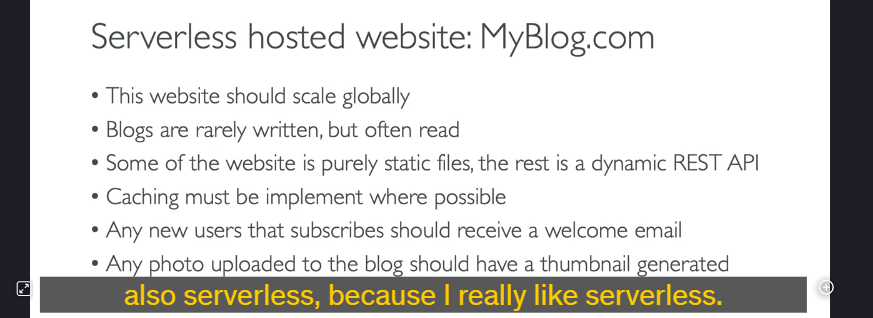 Serverless hosted website: MyBlog.com
• This website should scale globally
• Blogs are rarely written, but often read
• Some of the website is purely static files, the rest is a dynamic REST API
• Caching must be implement where possible
• Any new users that subscribes should receive a welcome email
• Any photo uploaded to the blog should have a thumbnail generated
also serverless, because I really like serverless.